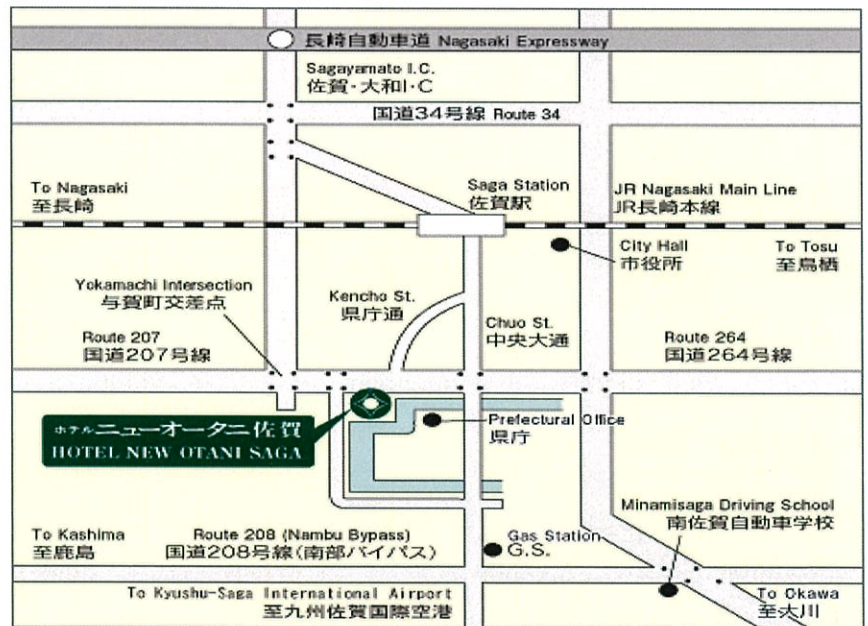 長崎自動車道 Nagasaki Expressway
Sagayamato I.C.
佐賀・大和I・C
国道34号線 Route 34
To Nagasaki
至長崎
Saga Station
佐賀駅
JR Nagasaki Main Line
JR長崎本線
City Hall
市役所
To Tosu
至鳥栖
Yokamachi Intersection
与賀町交差点
Kencho St.
県庁通
Chuo St.
中央大通
Route 207
国道207号線
Route 264
国道264号線
ホテルニューオータニ佐賀
HOTEL NEW OTANI SAGA
Prefectural Office
県庁
Minamisaga Driving School
南佐賀自動車学校
To Kashima
至鹿島
Route 208 (Nambu Bypass)
国道208号線(南部バイパス)
Gas Station
G.S.
To Kyushu-Saga International Airport
至九州佐賀国際空港
To Okawa
至大川